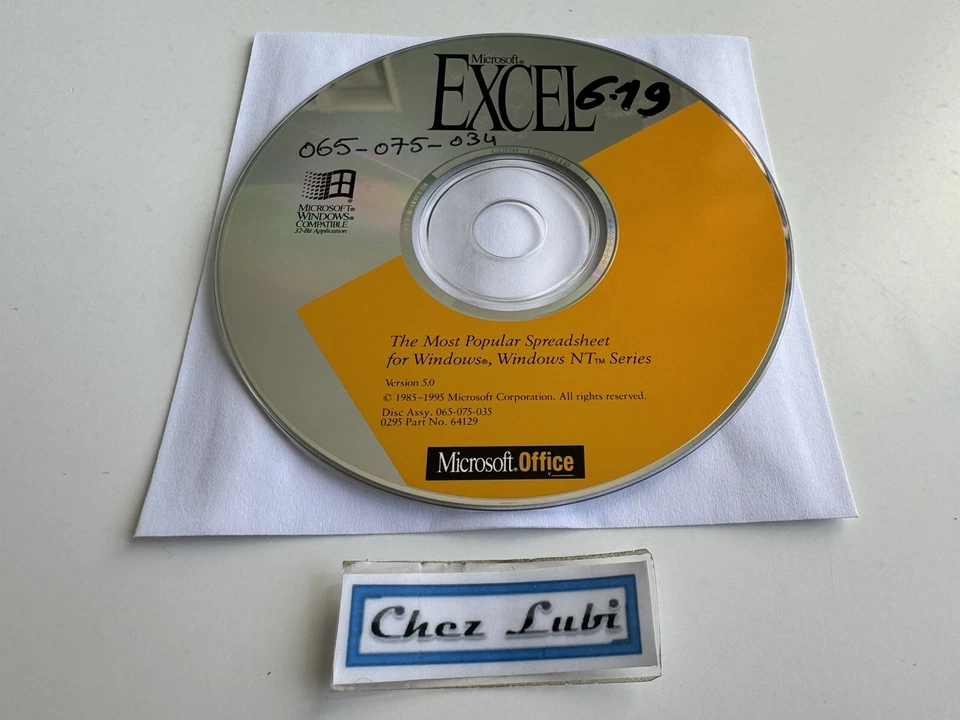 Microsoft®
EXCEL
6.19
065-075-034
MICROSOFT®
WINDOWS®
COMPATIBLE
32-Bit Application
The Most Popular Spreadsheet
for Windows®, Windows NT™ Series
Version 5.0
© 1985–1995 Microsoft Corporation. All rights reserved.
Disc Assy. 065-075-035
0295 Part No. 64129
Microsoft®Office
Chez Lubi